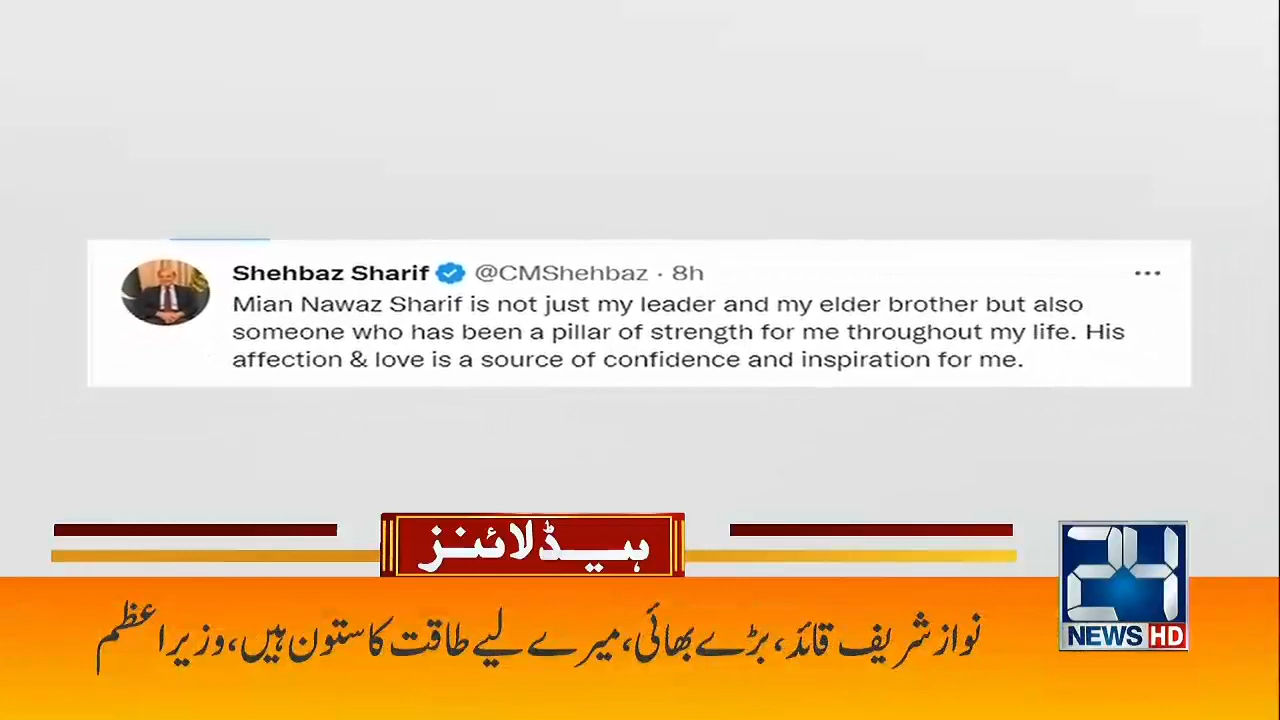 Shehbaz Sharif @CMShehbaz · 8h
Mian Nawaz Sharif is not just my leader and my elder brother but also
someone who has been a pillar of strength for me throughout my life. His
affection & love is a source of confidence and inspiration for me.
ہیڈلائنز
نواز شریف قائد، بڑے بھائی، میرے لیے طاقت کا ستون ہیں، وزیراعظم
24
NEWS HD